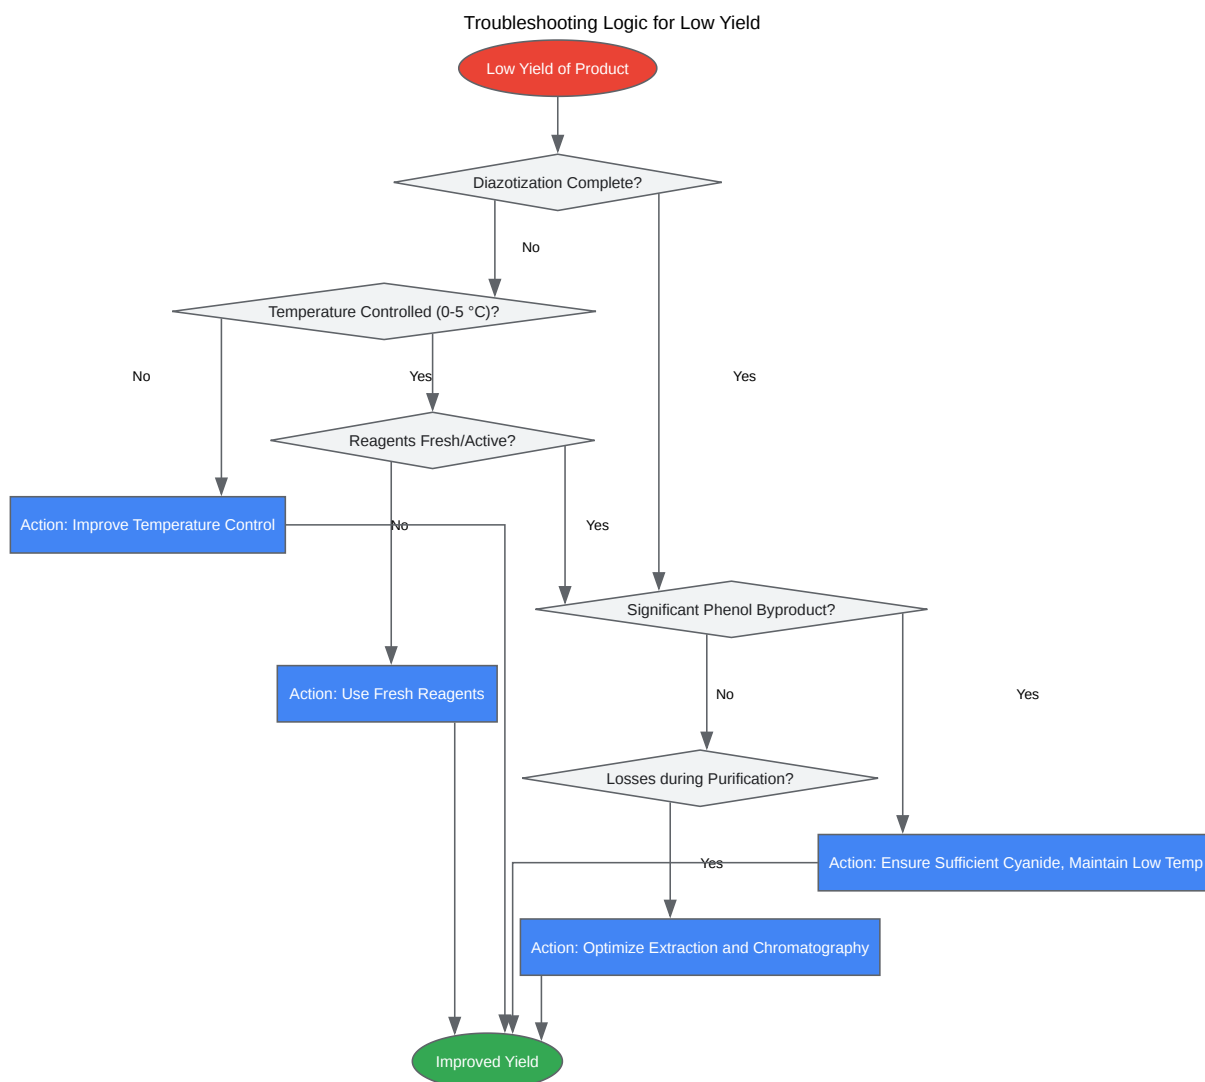 Troubleshooting Logic for Low Yield
Low Yield of Product
Diazotization Complete?
No
Temperature Controlled (0-5 °C)?
No
Yes
Yes
Reagents Fresh/Active?
Action: Improve Temperature Control
No
Yes
Significant Phenol Byproduct?
Action: Use Fresh Reagents
No
Yes
Losses during Purification?
Yes
Action: Ensure Sufficient Cyanide, Maintain Low Temp
Action: Optimize Extraction and Chromatography
Improved Yield